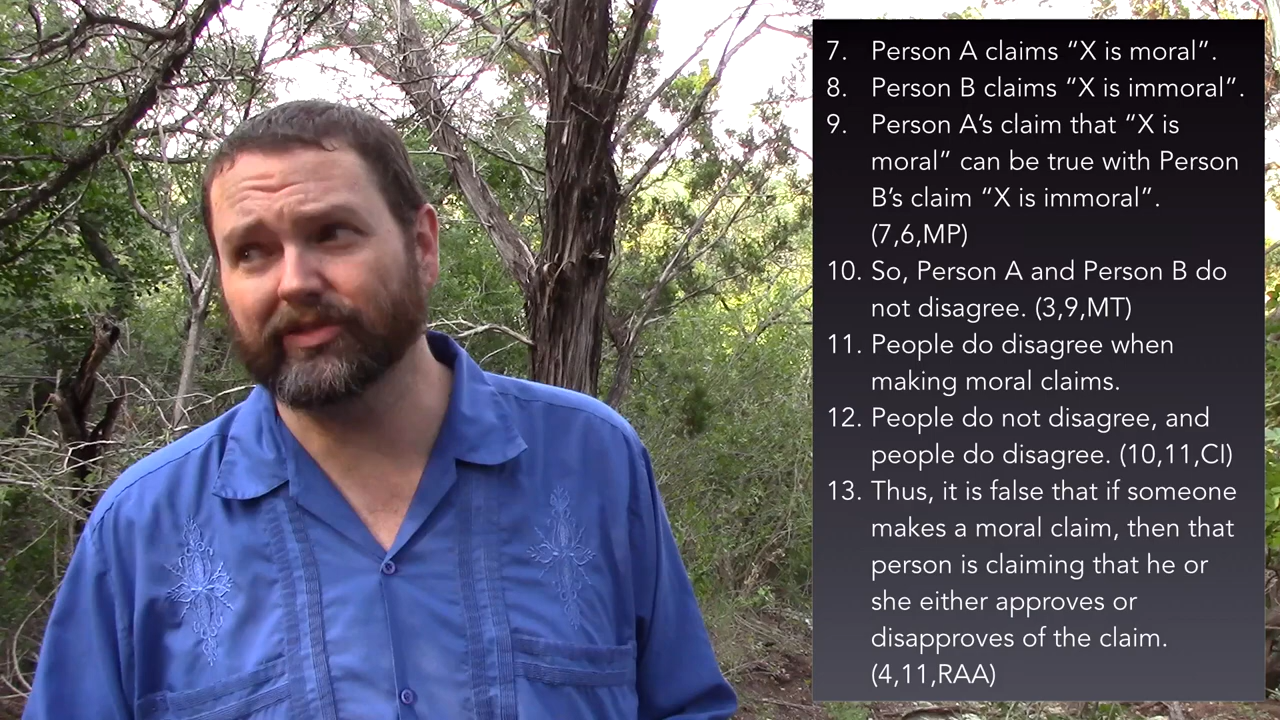 7. Person A claims “X is moral”.
8. Person B claims “X is immoral”.
9. Person A’s claim that “X is
moral” can be true with Person
B’s claim “X is immoral”.
(7,6,MP)
10. So, Person A and Person B do
not disagree. (3,9,MT)
11. People do disagree when
making moral claims.
12. People do not disagree, and
people do disagree. (10,11,CI)
13. Thus, it is false that if someone
makes a moral claim, then that
person is claiming that he or
she either approves or
disapproves of the claim.
(4,11,RAA)